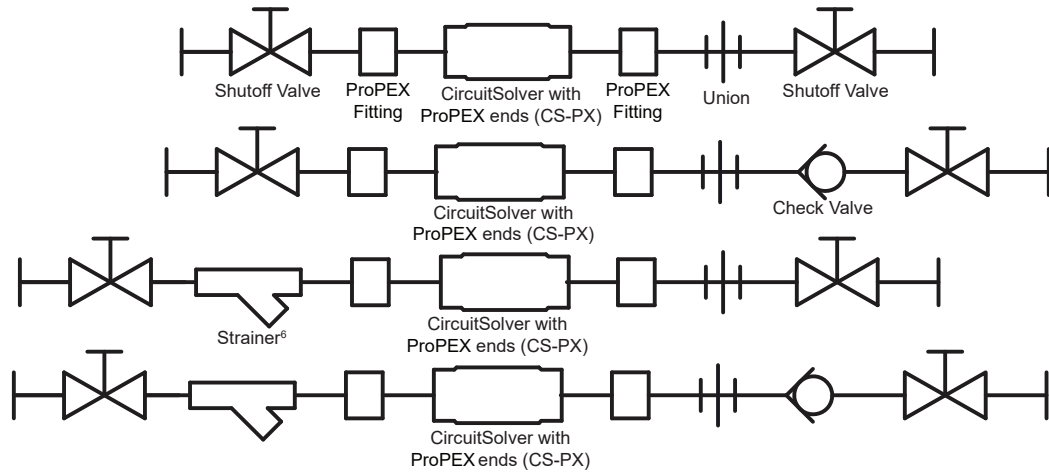 Shutoff Valve
ProPEX
Fitting
CircuitSolver with
ProPEX ends (CS-PX)
ProPEX
Fitting
Union
Shutoff Valve
CircuitSolver with
ProPEX ends (CS-PX)
Check Valve
Strainer⁶
CircuitSolver with
ProPEX ends (CS-PX)
CircuitSolver with
ProPEX ends (CS-PX)